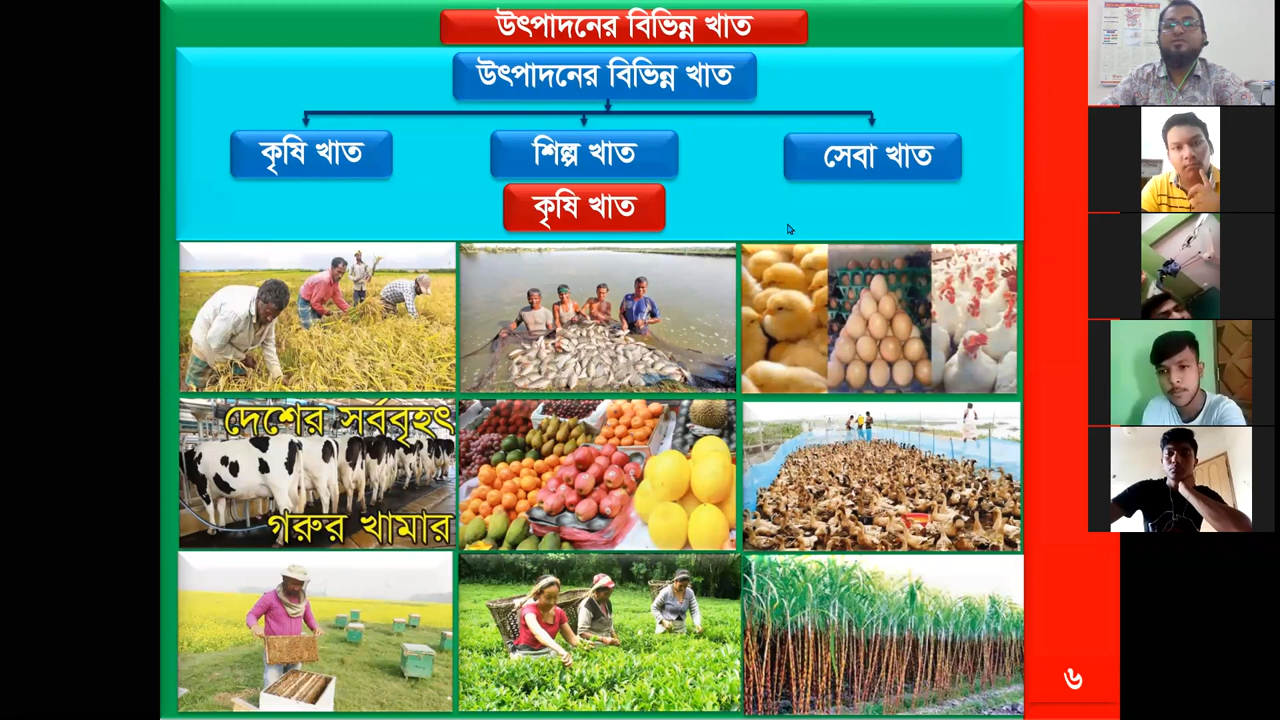 উৎপাদনের বিভিন্ন খাত
উৎপাদনের বিভিন্ন খাত
কৃষি খাত
শিল্প খাত
সেবা খাত
কৃষি খাত
দেশের সর্ববৃহৎ
গরুর খামার
৬